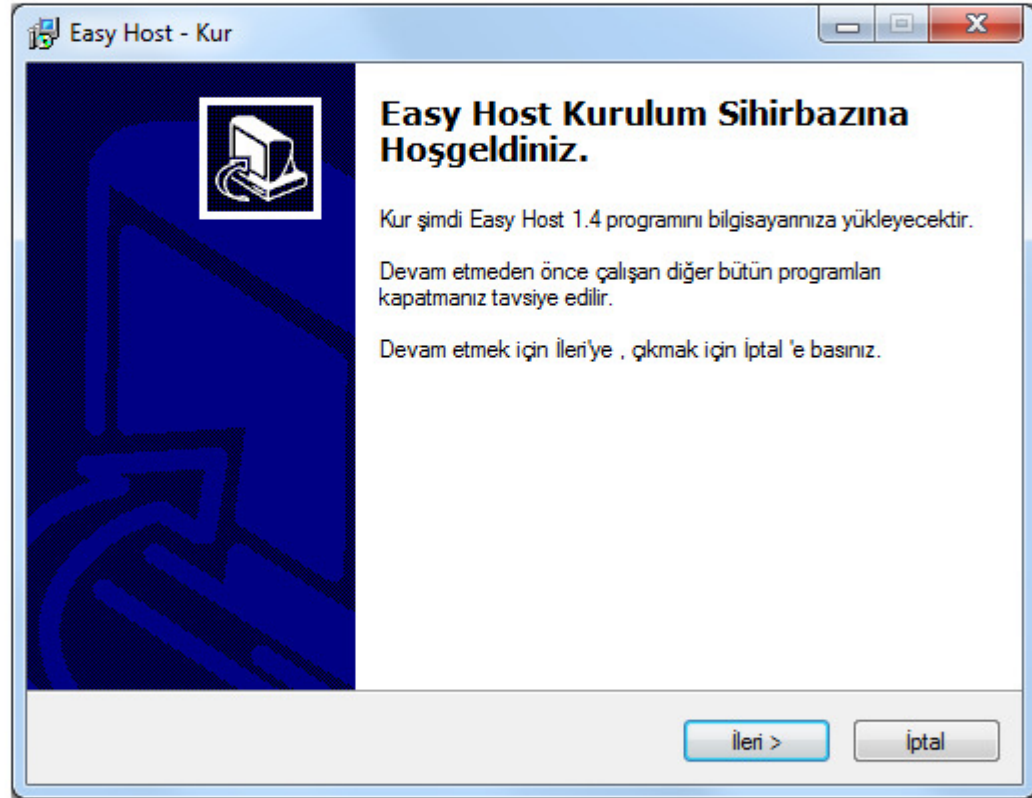 Easy Host - Kur
Easy Host Kurulum Sihirbazına
Hoşgeldiniz.
Kur şimdi Easy Host 1.4 programını bilgisayarınıza yükleyecektir.
Devam etmeden önce çalışan diğer bütün programları
kapatmanız tavsiye edilir.
Devam etmek için İleri'ye , çıkmak için İptal 'e basınız.
İleri >
İptal